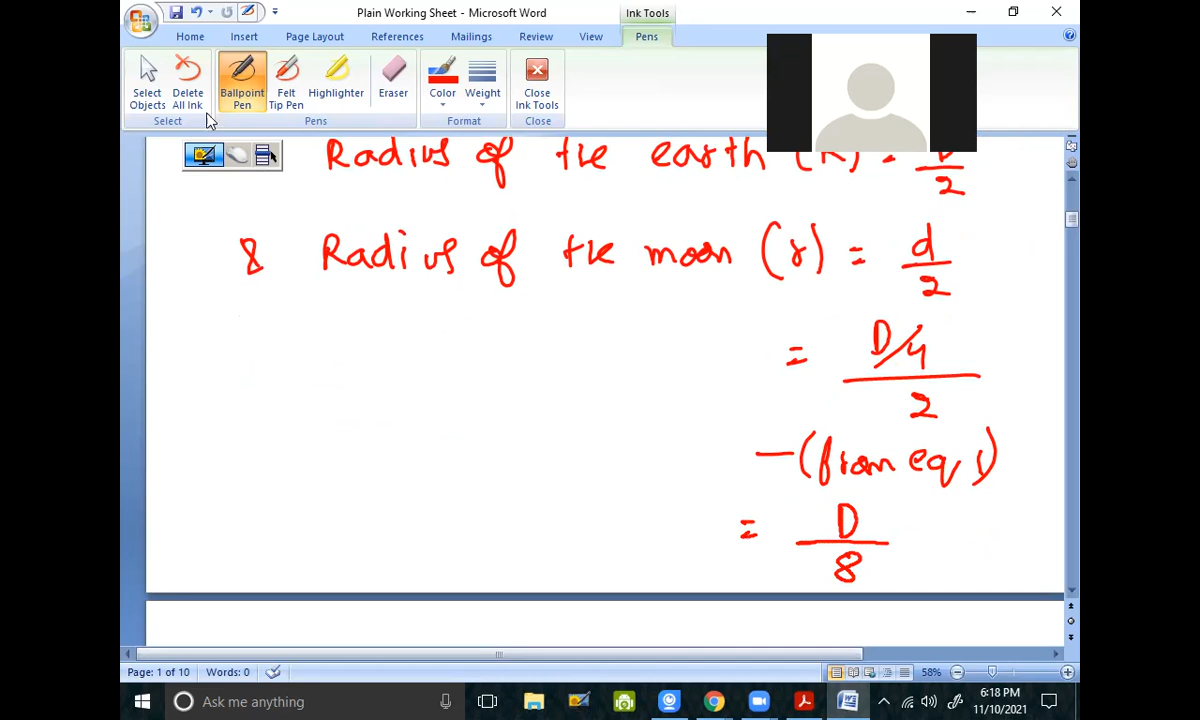 Plain Working Sheet - Microsoft Word
Ink Tools
Home Insert Page Layout References Mailings Review View Pens
Select Objects
Delete All Ink
Ballpoint Pen
Felt Tip Pen
Highlighter
Eraser
Color
Weight
Close Ink Tools
Select
Pens
Format
Close
Radius of the earth (R) = D/2
& Radius of the moon (r) = d/2
= D/4 / 2
— (from eq 1)
= D/8
Page: 1 of 10 Words: 0 58%
Ask me anything
6:18 PM
11/10/2021